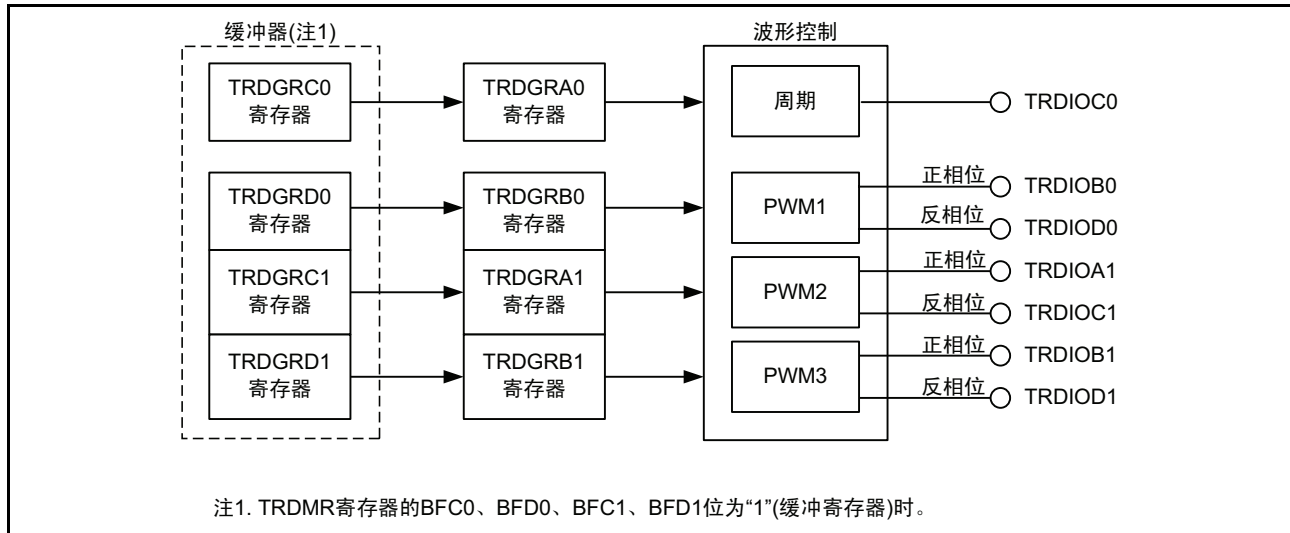 缓冲器(注1)
波形控制
TRDGRC0
寄存器
TRDGRA0
寄存器
周期
TRDIOC0
TRDGRD0
寄存器
TRDGRB0
寄存器
PWM1
正相位
TRDIOB0
反相位
TRDIOD0
TRDGRC1
寄存器
TRDGRA1
寄存器
PWM2
正相位
TRDIOA1
反相位
TRDIOC1
TRDGRD1
寄存器
TRDGRB1
寄存器
PWM3
正相位
TRDIOB1
反相位
TRDIOD1
注1. TRDMR寄存器的BFC0、BFD0、BFC1、BFD1位为“1”(缓冲寄存器)时。